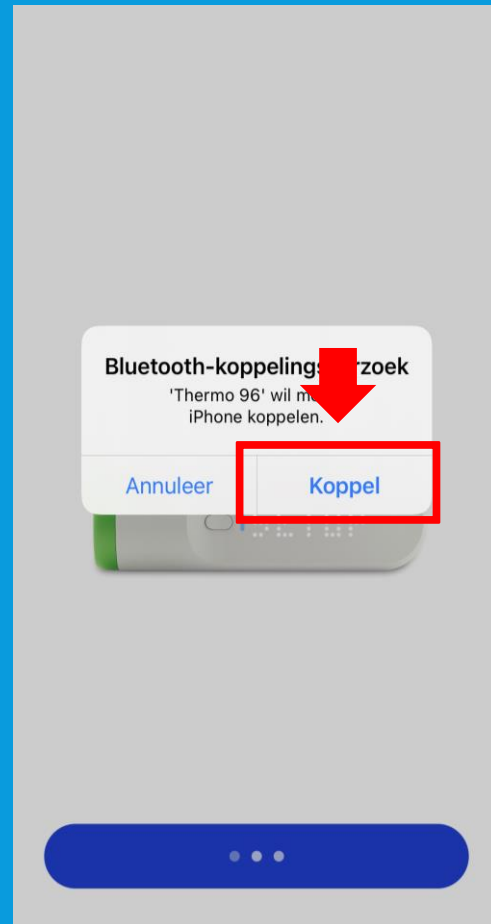 Bluetooth-koppelings rzoek
'Thermo 96' wil m
iPhone koppelen.
Annuleer Koppel